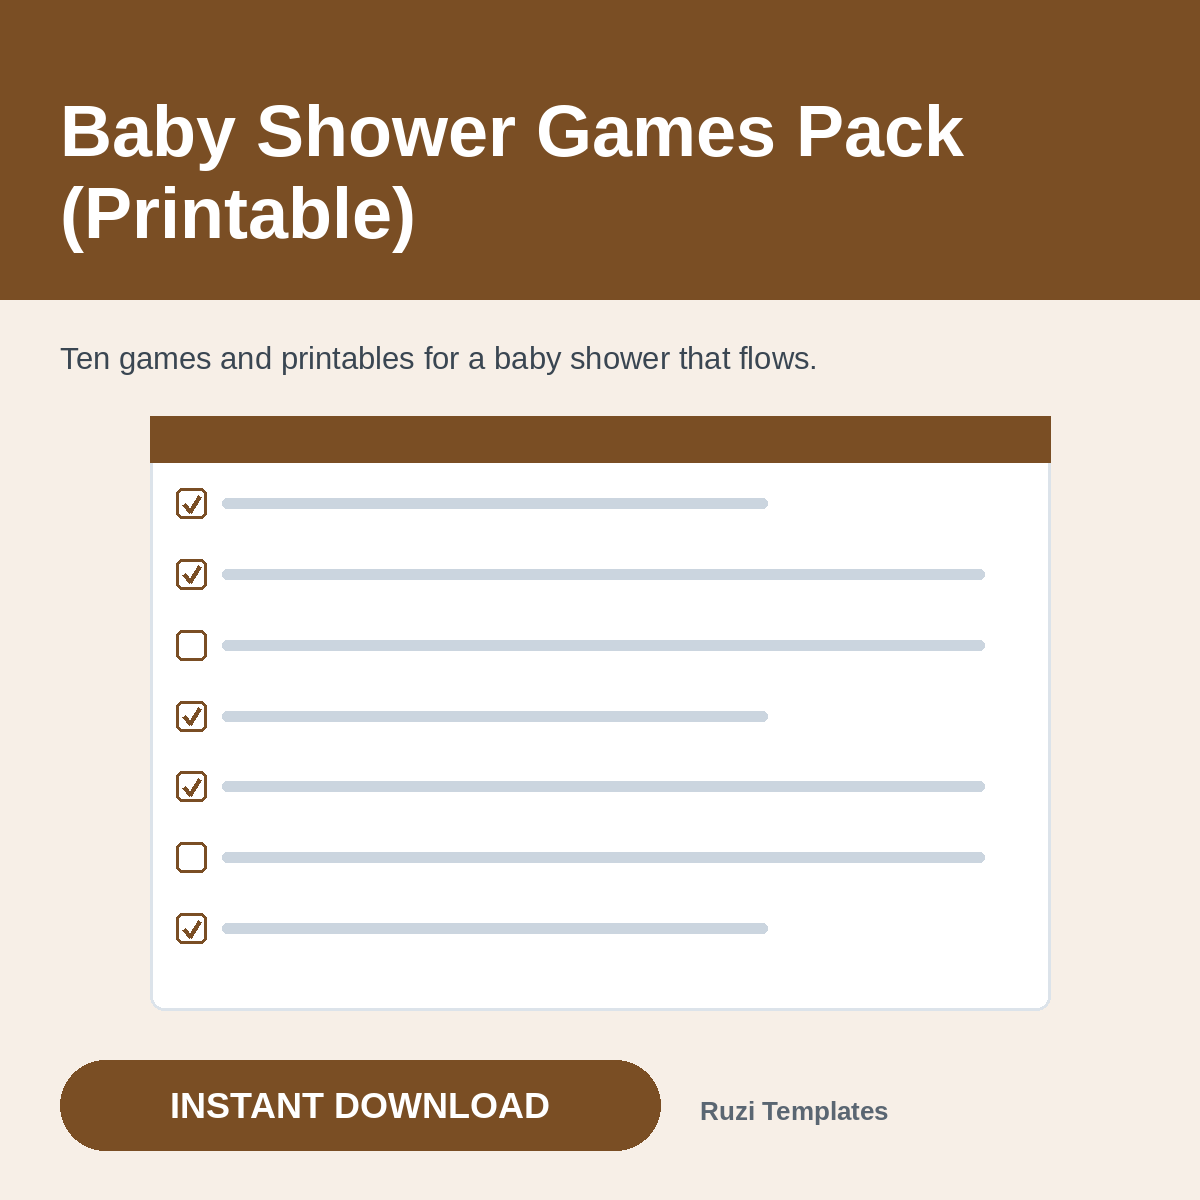 Baby Shower Games Pack
(Printable)
Ten games and printables for a baby shower that flows.
INSTANT DOWNLOAD
Ruzi Templates